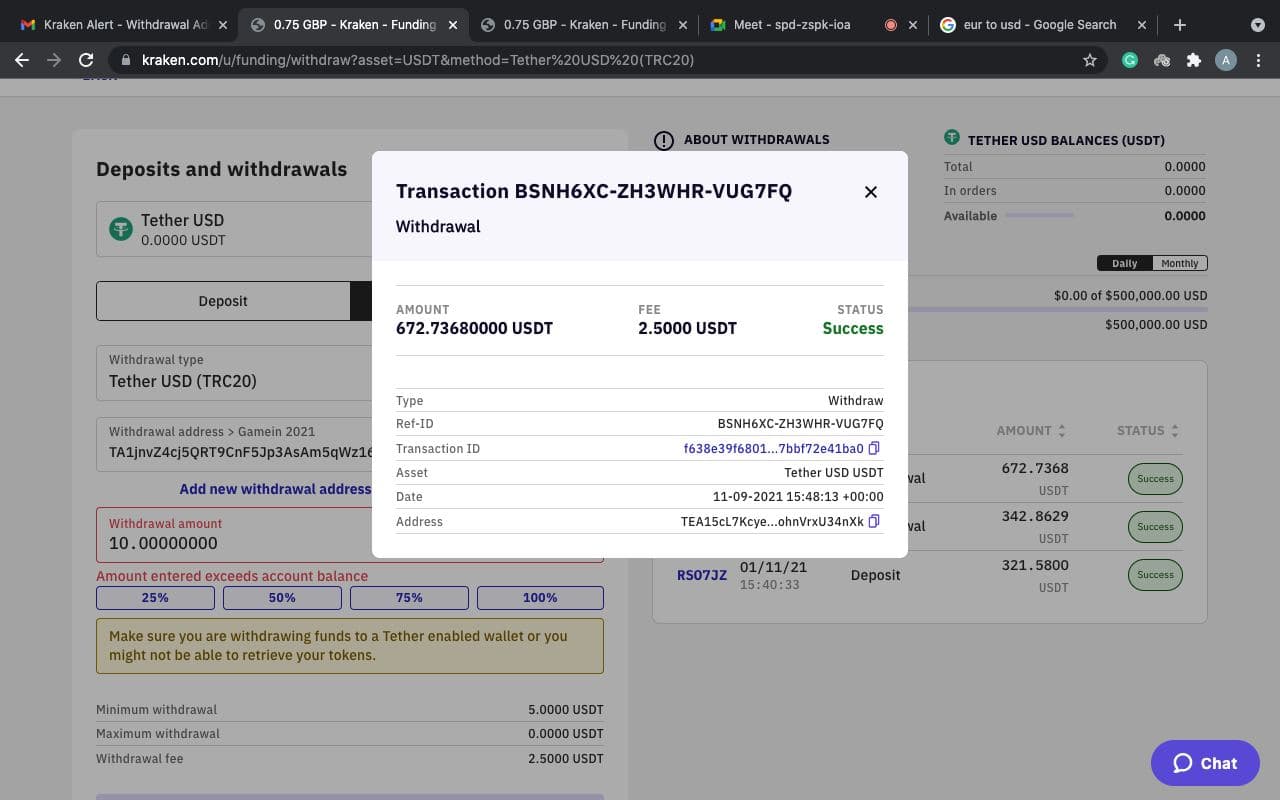 Kraken Alert - Withdrawal Ad
0.75 GBP - Kraken - Funding
0.75 GBP - Kraken - Funding
Meet - spd-zspk-ioa
eur to usd - Google Search
kraken.com/u/funding/withdraw?asset=USDT&method=Tether%20USD%20(TRC20)
A
Deposits and withdrawals
Tether USD
0.0000 USDT
Deposit
Withdrawal type
Tether USD (TRC20)
Withdrawal address > Gamein 2021
TA1jnvZ4cj5QRT9CnF5Jp3AsAm5qWz16
Add new withdrawal address
Withdrawal amount
10.00000000
Amount entered exceeds account balance
25%
50%
75%
100%
Make sure you are withdrawing funds to a Tether enabled wallet or you
might not be able to retrieve your tokens.
Minimum withdrawal 5.0000 USDT
Maximum withdrawal 0.0000 USDT
Withdrawal fee 2.5000 USDT
Transaction BSNH6XC-ZH3WHR-VUG7FQ
Withdrawal
AMOUNT
672.73680000 USDT
FEE
2.5000 USDT
STATUS
Success
Type Withdraw
Ref-ID BSNH6XC-ZH3WHR-VUG7FQ
Transaction ID f638e39f6801...7bbf72e41ba0
Asset Tether USD USDT
Date 11-09-2021 15:48:13 +00:00
Address TEA15cL7Kcye...ohnVrxU34nXk
ABOUT WITHDRAWALS
TETHER USD BALANCES (USDT)
Total 0.0000
In orders 0.0000
Available 0.0000
Daily
Monthly
$0.00 of $500,000.00 USD
$500,000.00 USD
AMOUNT
STATUS
wal
672.7368
USDT
Success
wal
342.8629
USDT
Success
RSO7JZ
01/11/21
15:40:33
Deposit
321.5800
USDT
Success
Chat